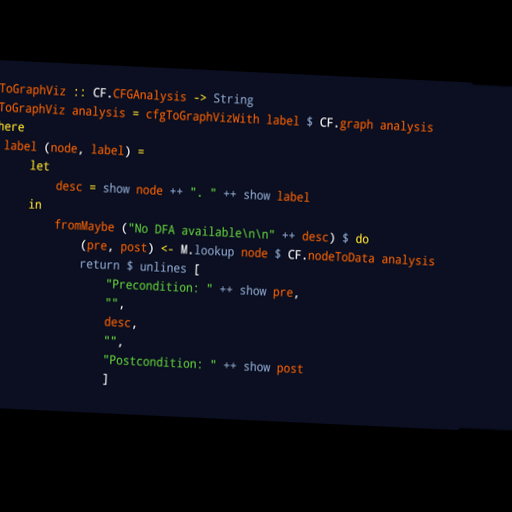 ToGraphViz :: CF.CFGAnalysis -> String
ToGraphViz analysis = cfgToGraphVizWith label $ CF.graph analysis
here
label (node, label) =
let
desc = show node ++ ". " ++ show label
in
fromMaybe ("No DFA available\n\n" ++ desc) $ do
(pre, post) <- M.lookup node $ CF.nodeToData analysis
return $ unlines [
"Precondition: " ++ show pre,
"",
desc,
"",
"Postcondition: " ++ show post
]